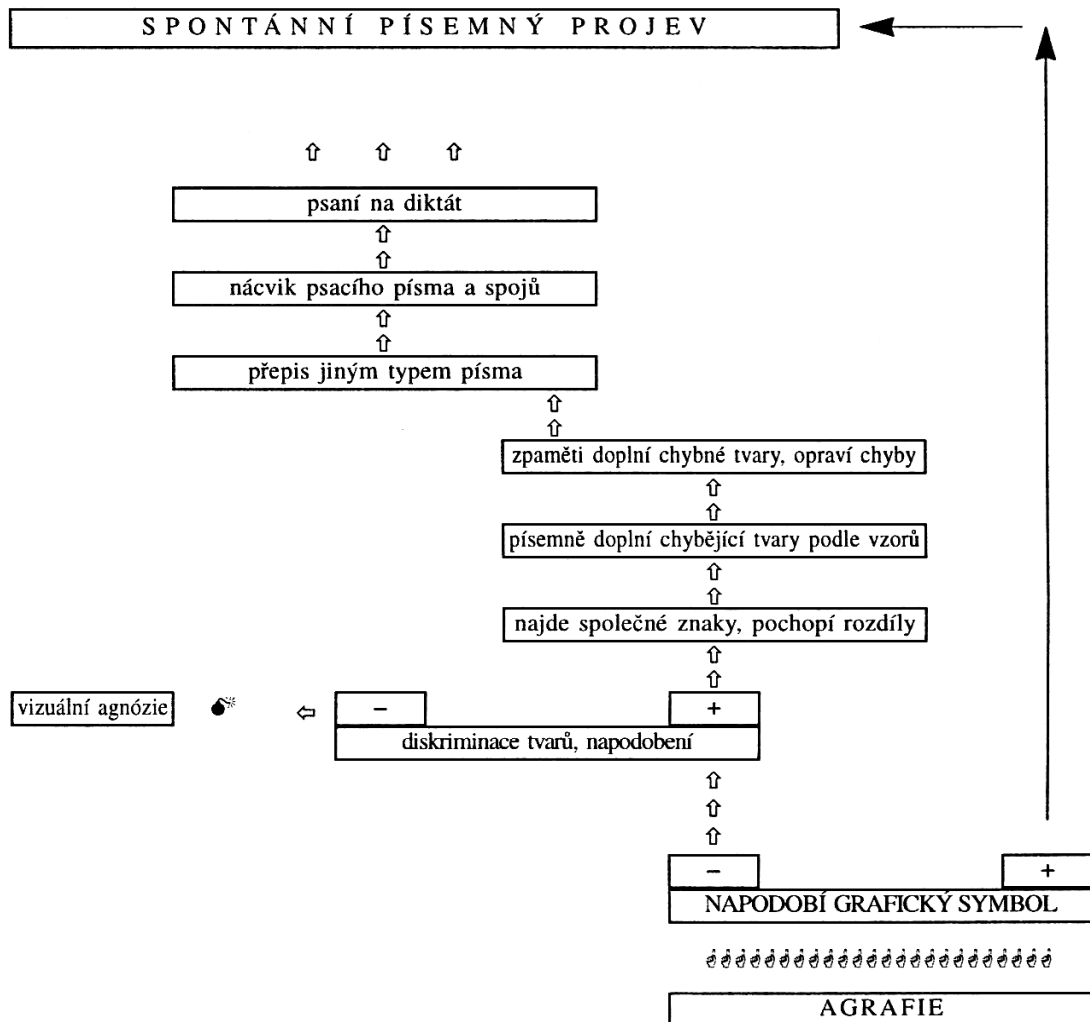 SPONTÁNNÍ PÍSEMNÝ PROJEV
psaní na diktát
nácvik psacího písma a spojů
přepis jiným typem písma
zpaměti doplní chybné tvary, opraví chyby
písemně doplní chybějící tvary podle vzorů
najde společné znaky, pochopí rozdíly
vizuální agnózie
– +
diskriminace tvarů, napodobení
– +
NAPODOBÍ GRAFICKÝ SYMBOL
AGRAFIE